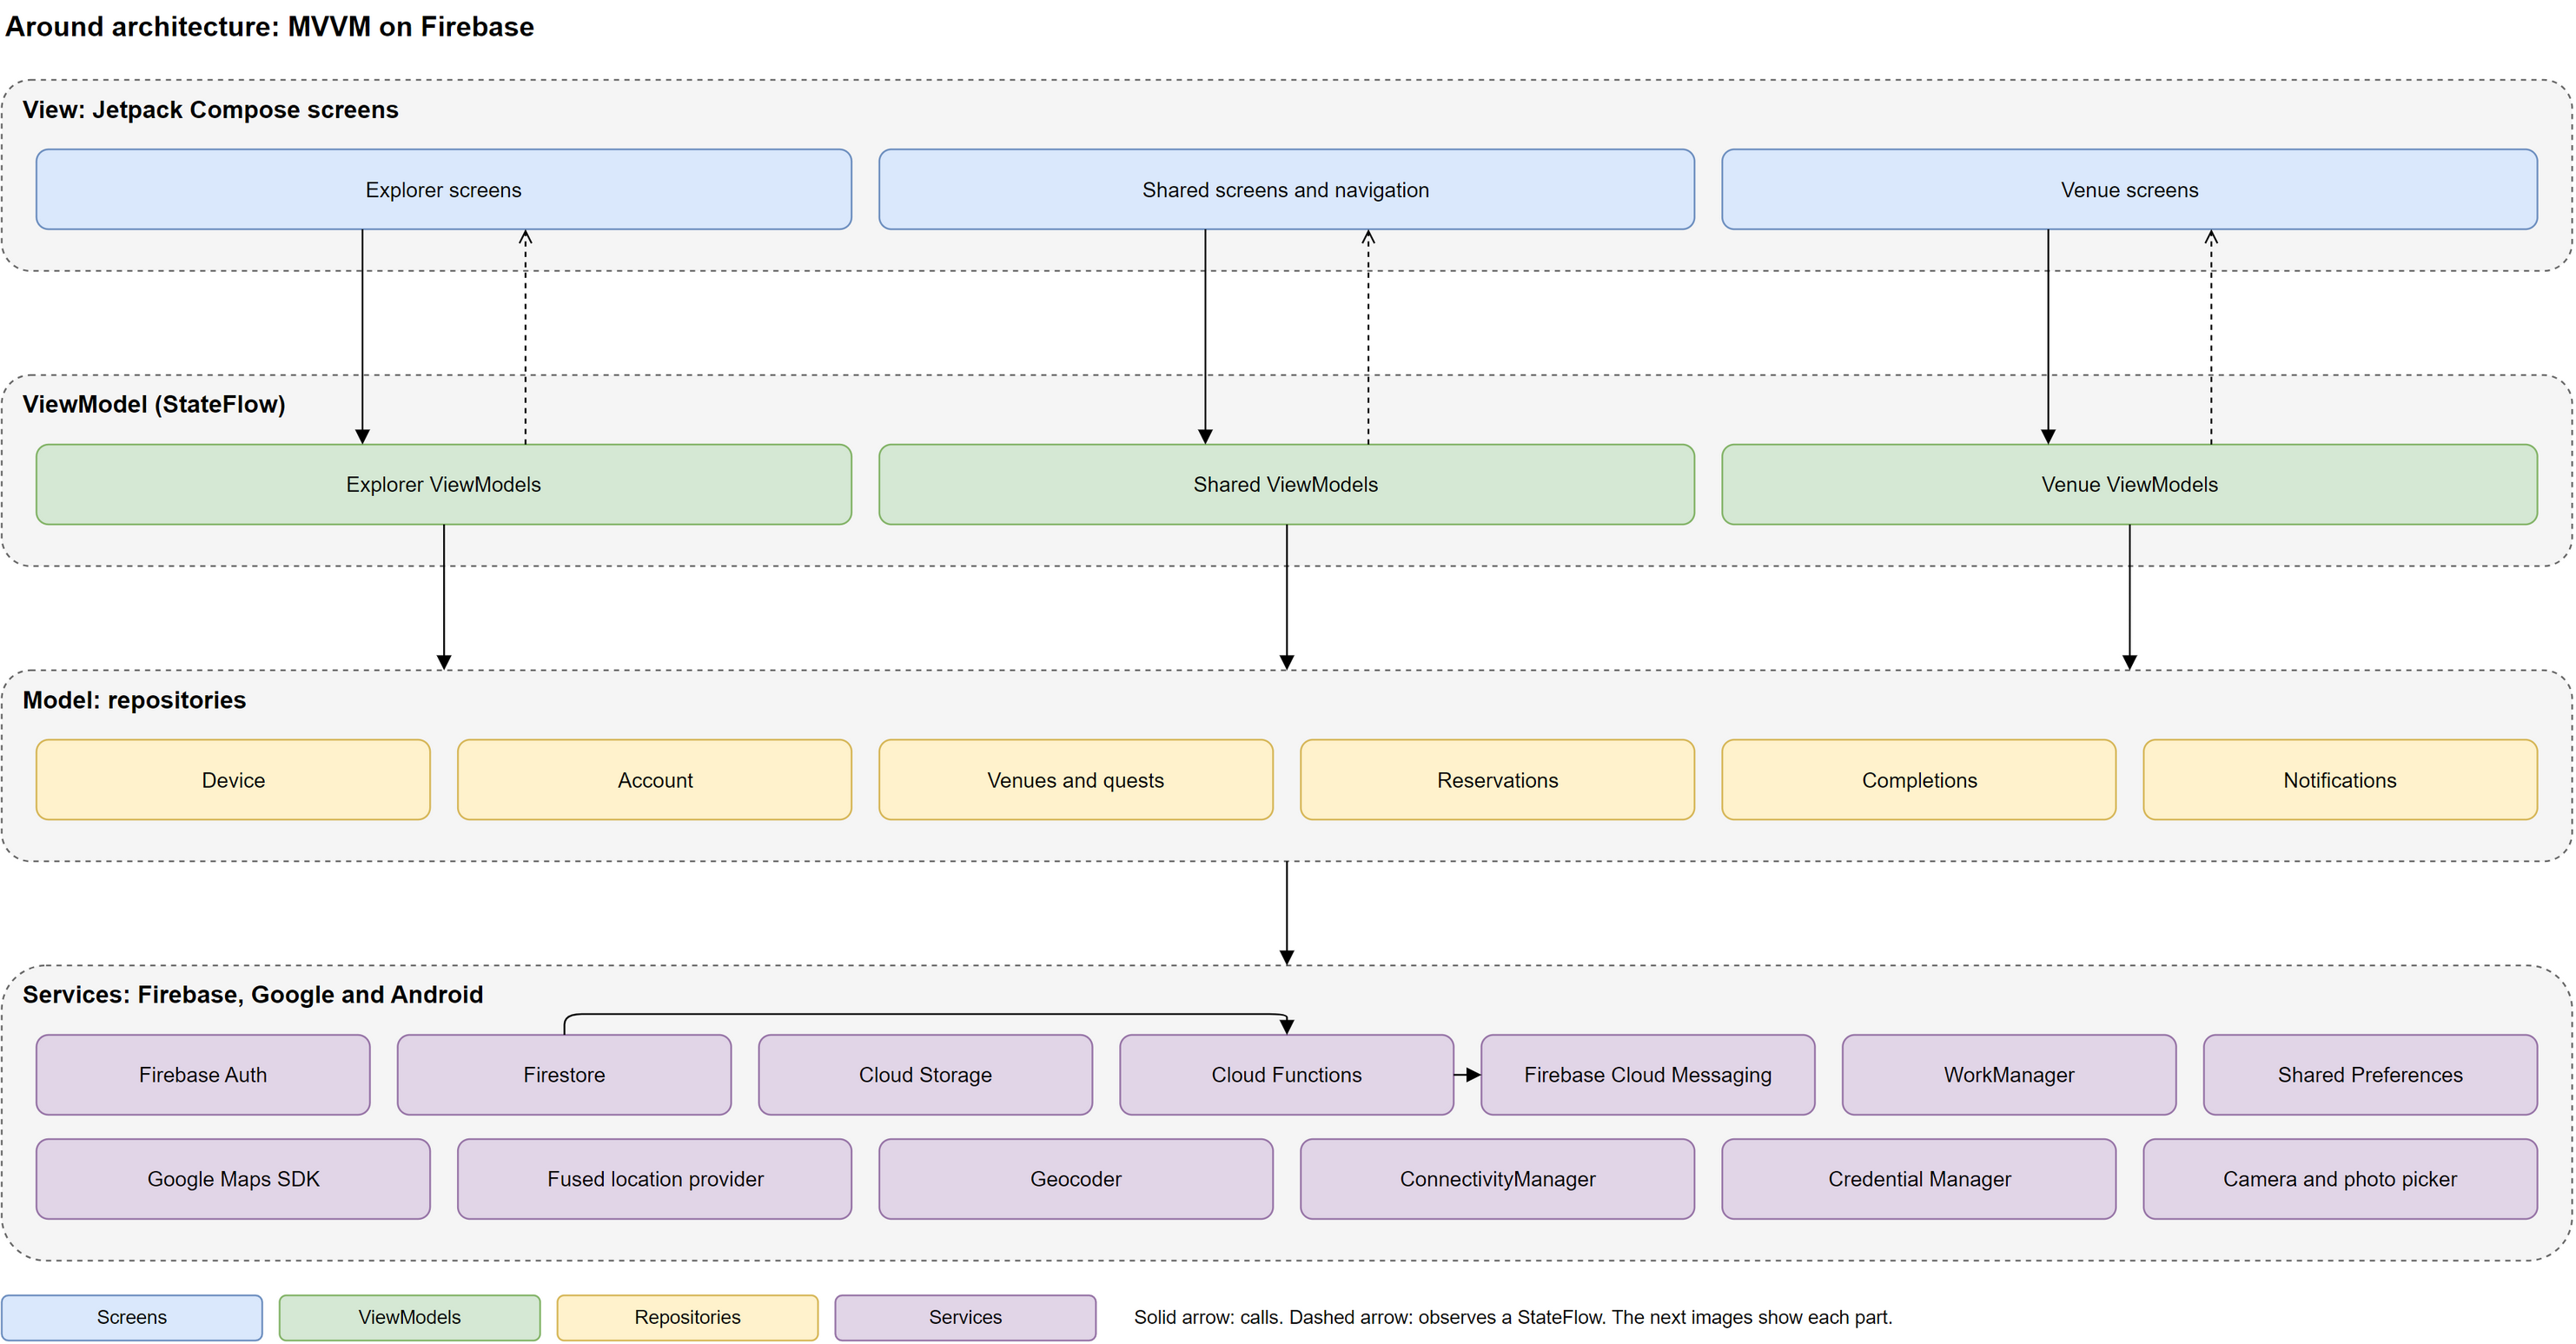 Around architecture: MVVM on Firebase
View: Jetpack Compose screens
Explorer screens
Shared screens and navigation
Venue screens
ViewModel (StateFlow)
Explorer ViewModels
Shared ViewModels
Venue ViewModels
Model: repositories
Device
Account
Venues and quests
Reservations
Completions
Notifications
Services: Firebase, Google and Android
Firebase Auth
Firestore
Cloud Storage
Cloud Functions
Firebase Cloud Messaging
WorkManager
Shared Preferences
Google Maps SDK
Fused location provider
Geocoder
ConnectivityManager
Credential Manager
Camera and photo picker
Screens
ViewModels
Repositories
Services
Solid arrow: calls. Dashed arrow: observes a StateFlow. The next images show each part.